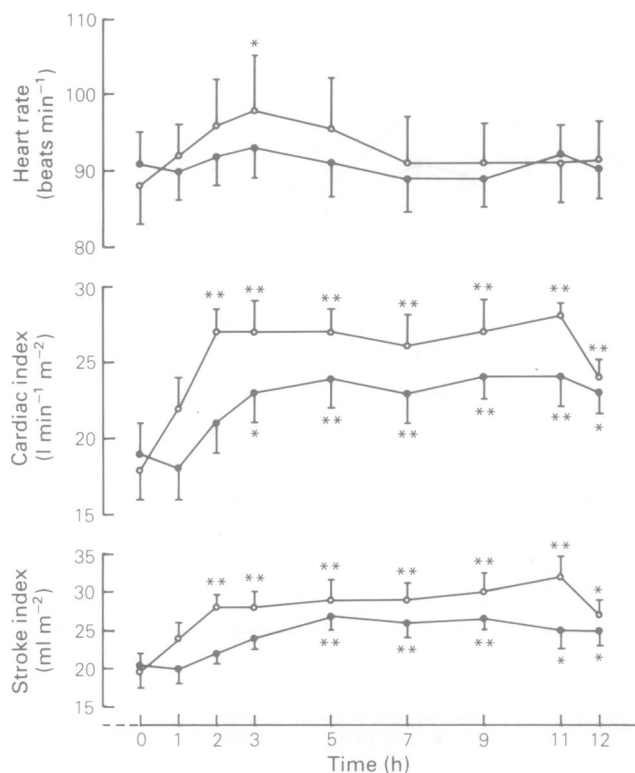 110
100
90
80
Heart rate
(beats min⁻¹)
*
30
25
20
15
Cardiac index
(l min⁻¹ m⁻²)
** ** ** ** ** ** **
* ** ** ** ** *
35
30
25
20
15
Stroke index
(ml m⁻²)
** ** ** ** ** ** *
** ** ** * *
0 1 2 3 5 7 9 11 12
Time (h)